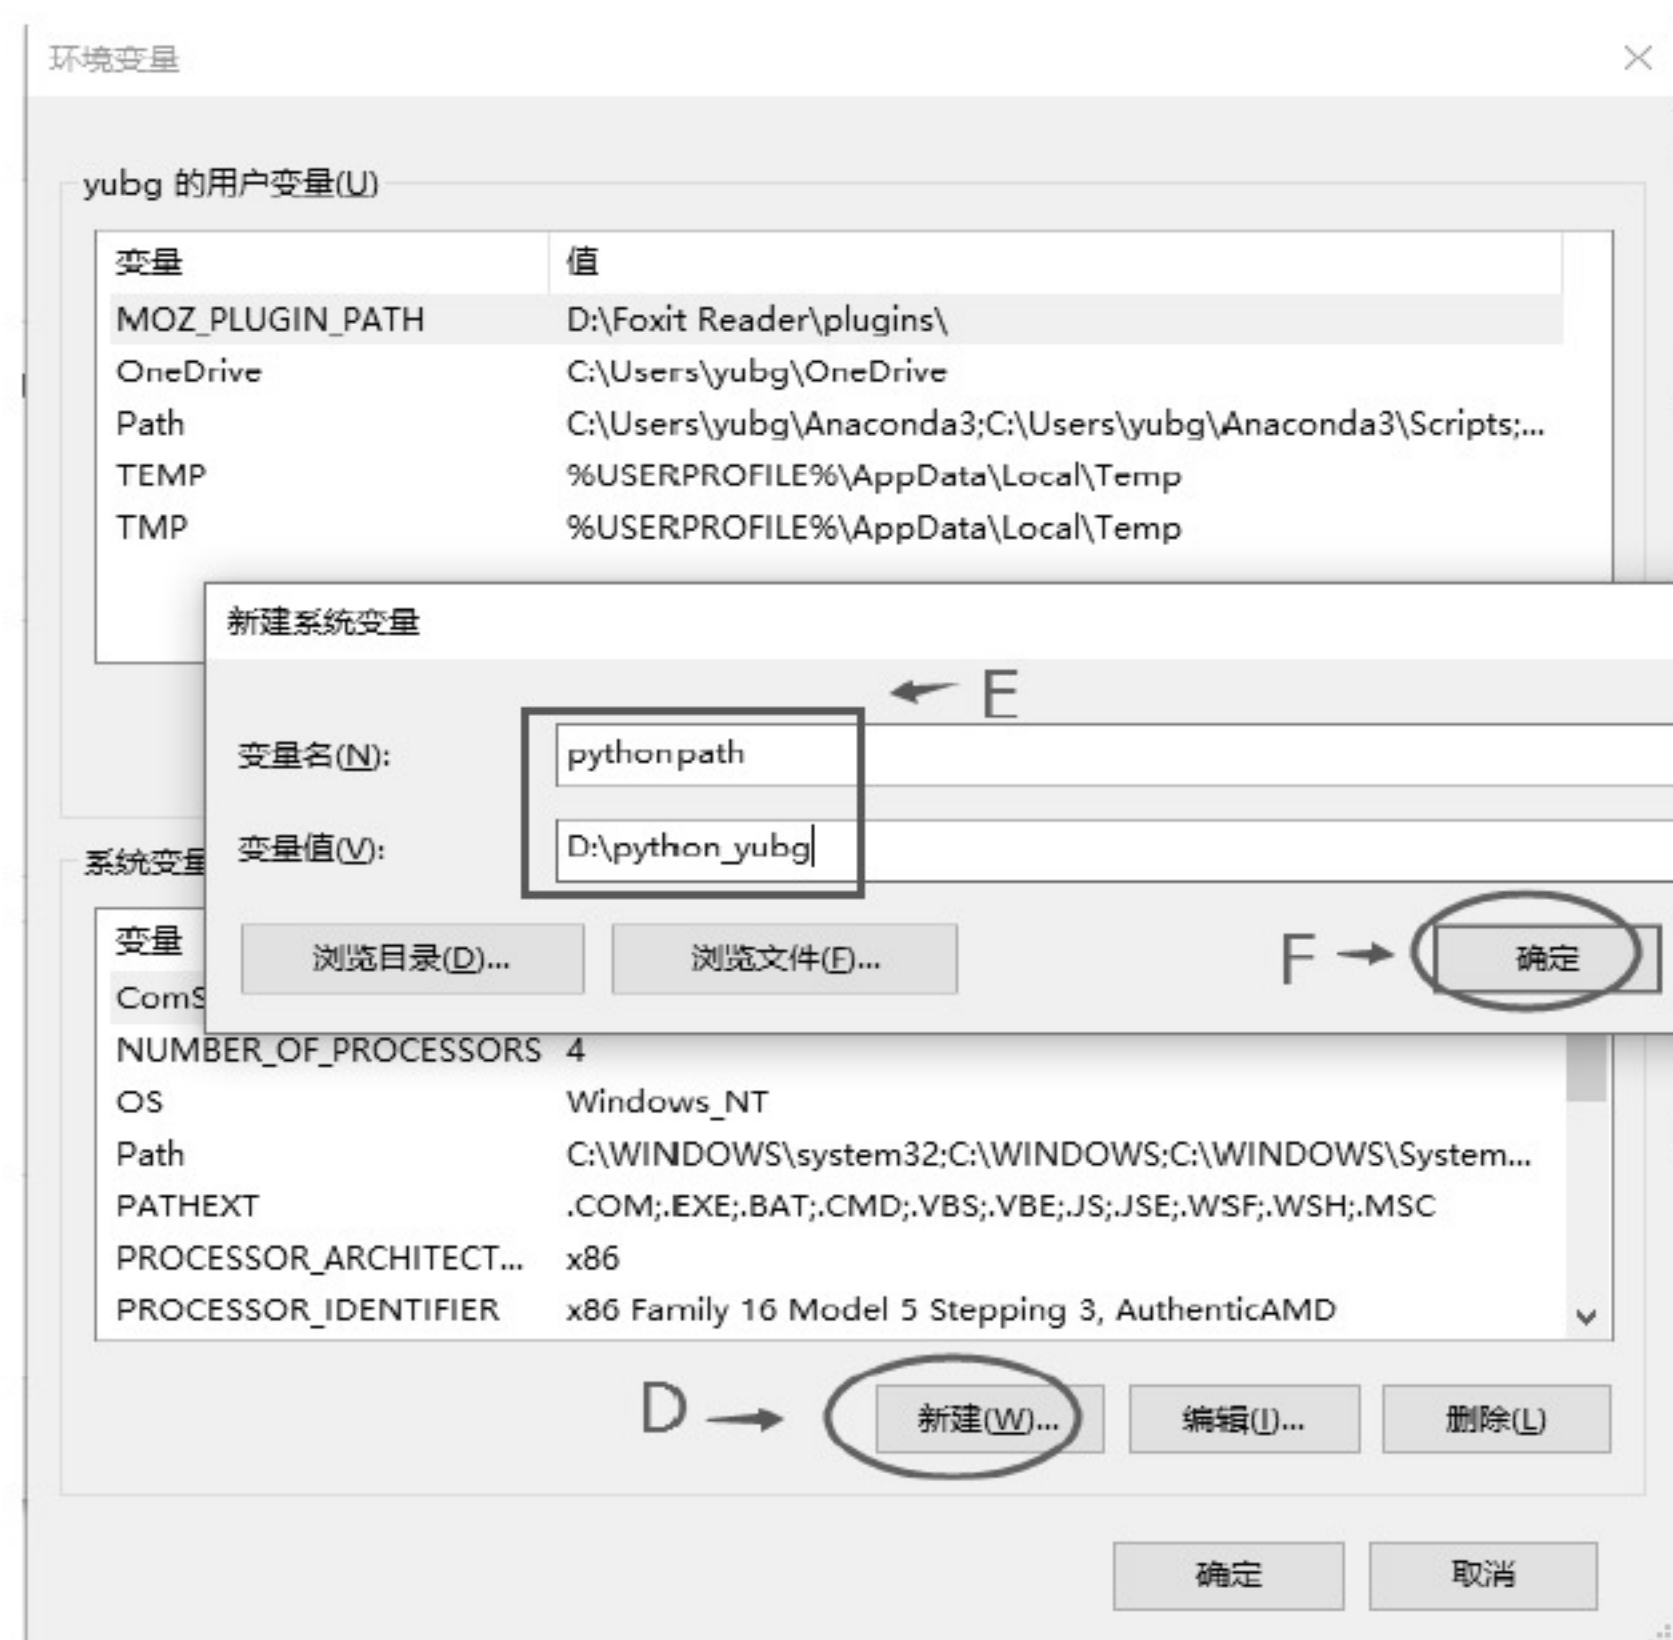 环境变量
yubg 的用户变量(U)
变量 值
MOZ_PLUGIN_PATH D:\Foxit Reader\plugins\
OneDrive C:\Users\yubg\OneDrive
Path C:\Users\yubg\Anaconda3;C:\Users\yubg\Anaconda3\Scripts;...
TEMP %USERPROFILE%\AppData\Local\Temp
TMP %USERPROFILE%\AppData\Local\Temp
新建系统变量
E
变量名(N): pythonpath
变量值(V): D:\python_yubg
浏览目录(D)... 浏览文件(F)... F 确定
系统变量
变量
ComS
NUMBER_OF_PROCESSORS 4
OS Windows_NT
Path C:\WINDOWS\system32;C:\WINDOWS;C:\WINDOWS\System...
PATHEXT .COM;.EXE;.BAT;.CMD;.VBS;.VBE;.JS;.JSE;.WSF;.WSH;.MSC
PROCESSOR_ARCHITECT... x86
PROCESSOR_IDENTIFIER x86 Family 16 Model 5 Stepping 3, AuthenticAMD
D 新建(W)... 编辑(I)... 删除(L)
确定 取消